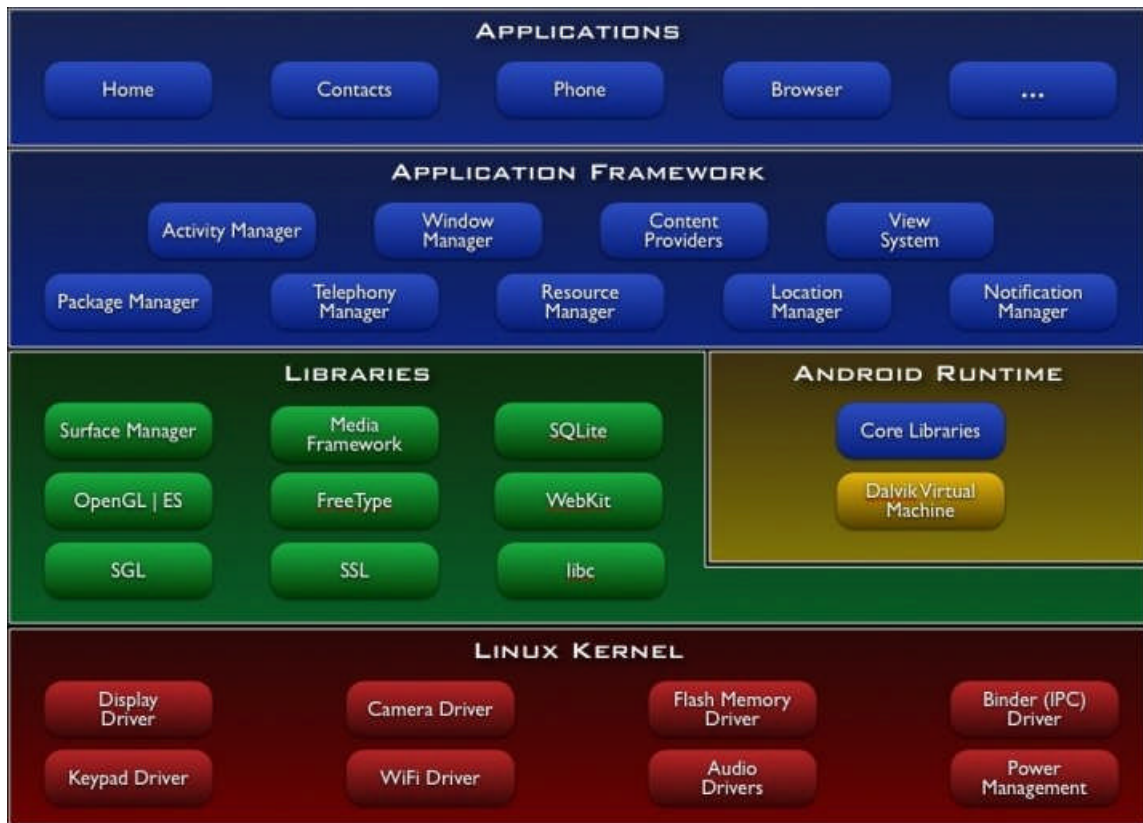 APPLICATIONS
Home
Contacts
Phone
Browser
...
APPLICATION FRAMEWORK
Activity Manager
Window
Manager
Content
Providers
View
System
Package Manager
Telephony
Manager
Resource
Manager
Location
Manager
Notification
Manager
LIBRARIES
Surface Manager
Media
Framework
SQLite
OpenGL | ES
FreeType
WebKit
SGL
SSL
libc
ANDROID RUNTIME
Core Libraries
Dalvik Virtual
Machine
LINUX KERNEL
Display
Driver
Camera Driver
Flash Memory
Driver
Binder (IPC)
Driver
Keypad Driver
WiFi Driver
Audio
Drivers
Power
Management